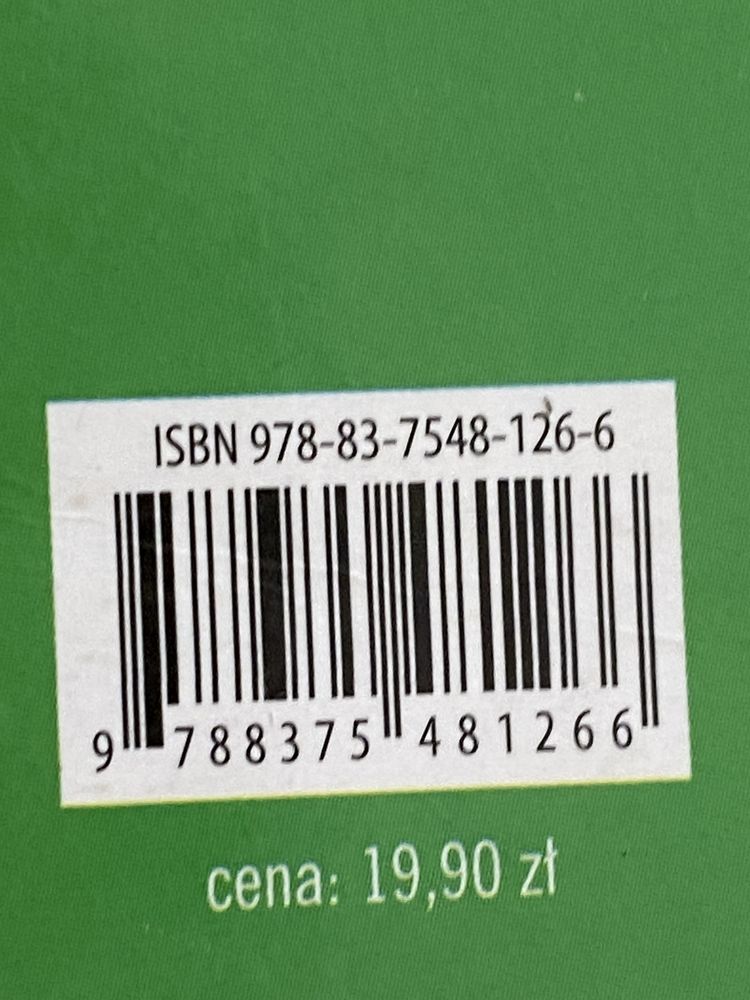 ISBN 978-83-7548-126-6
9 788375 481266
cena: 19,90 zł